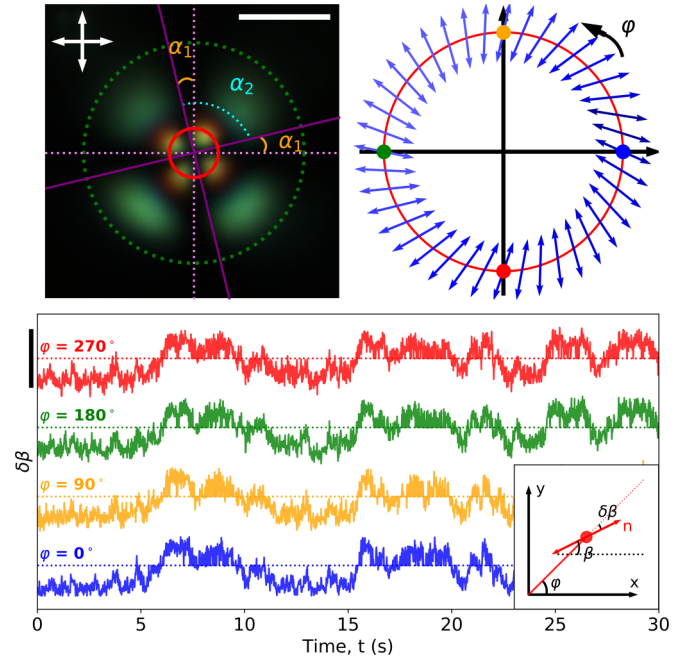 α₁
α₂
α₁
φ
φ = 270°
φ = 180°
φ = 90°
φ = 0°
δβ
y
δβ
n
β
φ
x
0 5 10 15 20 25 30
Time, t (s)